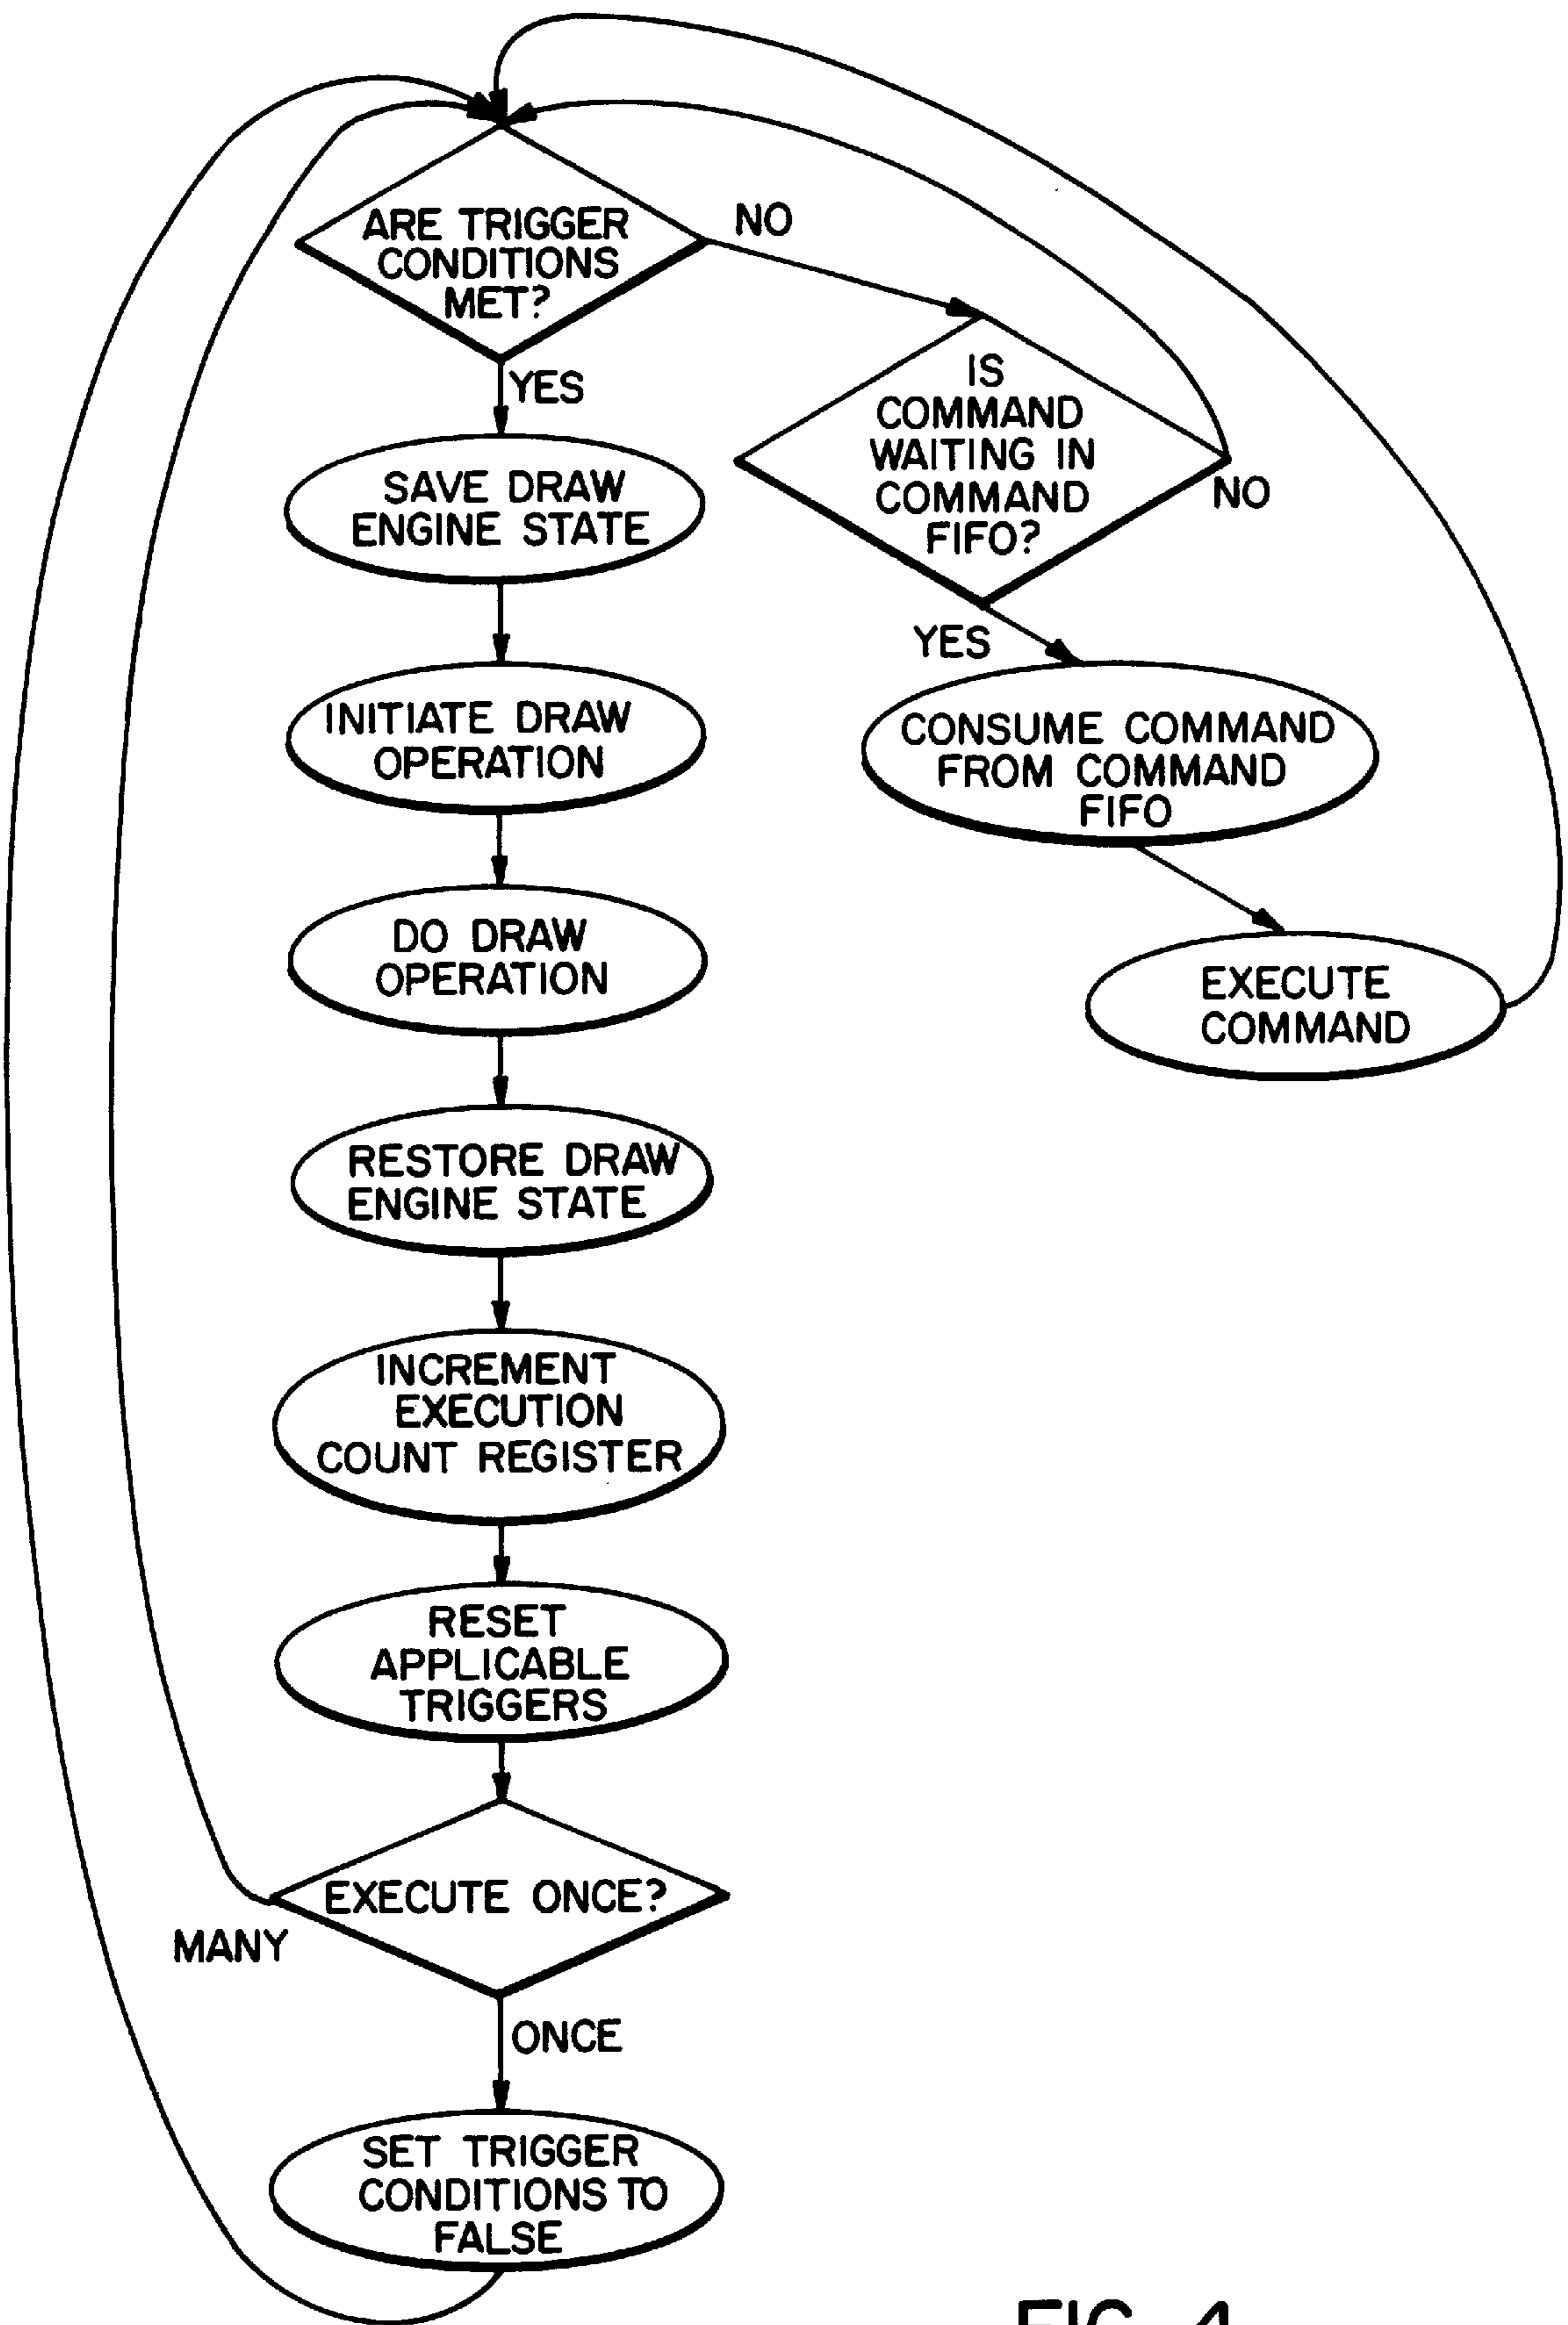 ARE TRIGGER
CONDITIONS
MET?
NO
YES
IS
COMMAND
WAITING IN
COMMAND
FIFO?
NO
YES
SAVE DRAW
ENGINE STATE
INITIATE DRAW
OPERATION
CONSUME COMMAND
FROM COMMAND
FIFO
DO DRAW
OPERATION
EXECUTE
COMMAND
RESTORE DRAW
ENGINE STATE
INCREMENT
EXECUTION
COUNT REGISTER
RESET
APPLICABLE
TRIGGERS
EXECUTE ONCE?
MANY
ONCE
SET TRIGGER
CONDITIONS TO
FALSE
FIG. 4